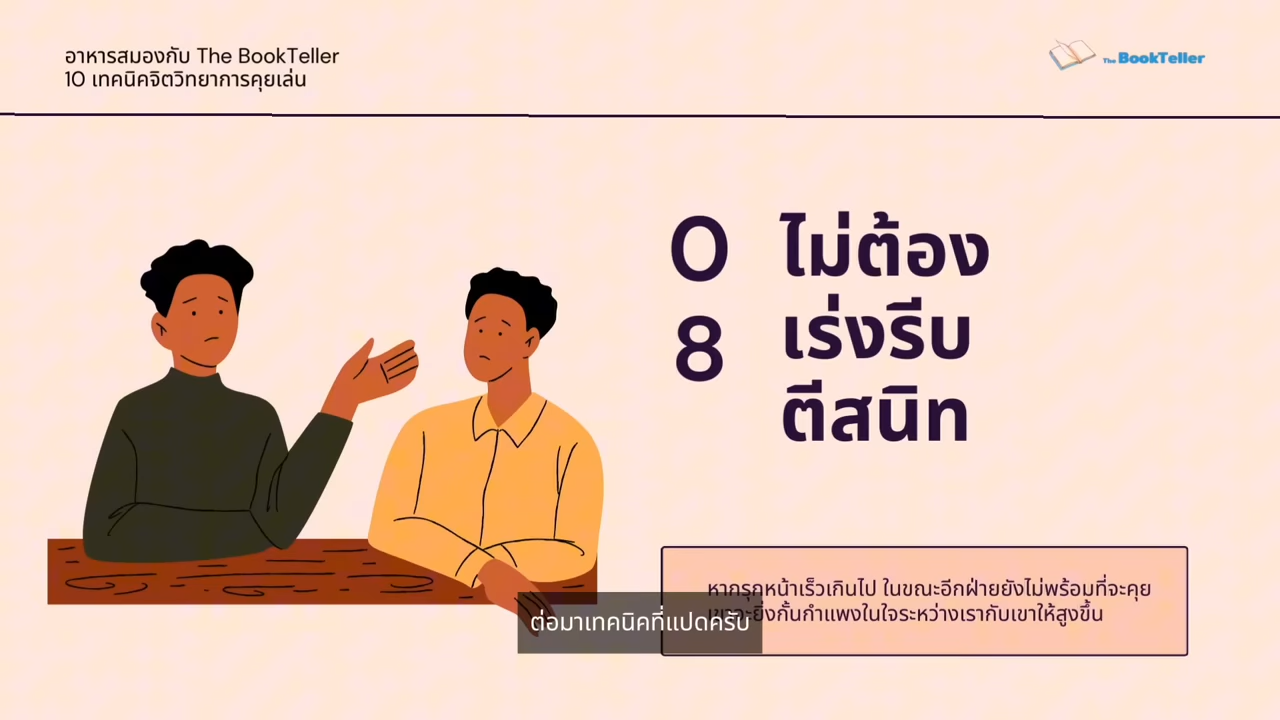 อาหารสมองกับ The BookTeller
10 เทคนิคจิตวิทยาการคุยเล่น
The BookTeller
08
ไม่ต้อง
เร่งรีบ
ตีสนิท
หากรุกหน้าเร็วเกินไป ในขณะอีกฝ่ายยังไม่พร้อมที่จะคุย
เขาจะยิ่งกั้นกำแพงในใจระหว่างเรากับเขาให้สูงขึ้น
ต่อมาเทคนิคที่แปดครับ